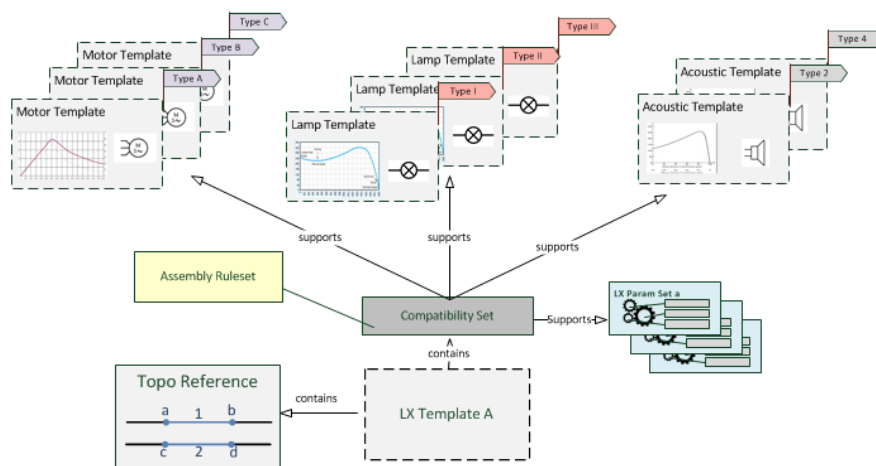 Type C
Type B
Type A
Motor Template
Motor Template
Motor Template
M
3~
Type III
Type II
Type I
Lamp Template
Lamp Template
Lamp Template
Type 4
Type 2
Acoustic Template
Acoustic Template
supports
supports
supports
Assembly Ruleset
Compatibility Set
Supports
LX Param Set a
contains
Topo Reference
a 1 b
c 2 d
contains
LX Template A